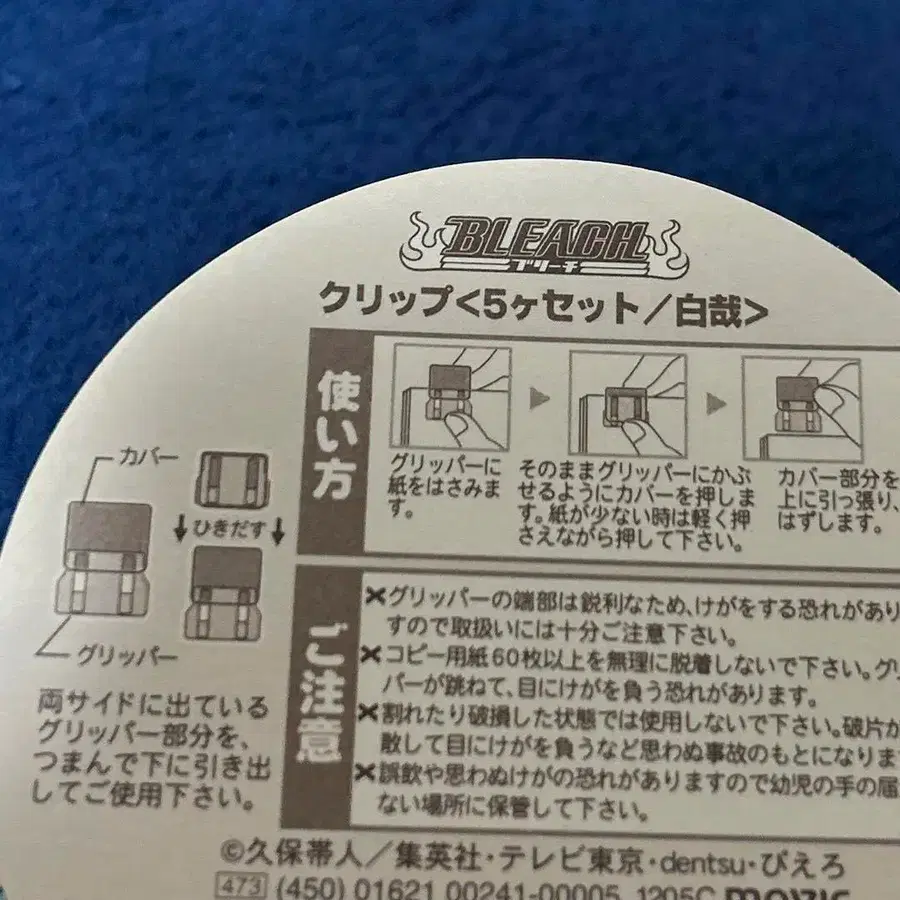 BLEACH
ブリーチ
クリップ<5ヶセット/白哉>
使い方
グリッパーに
紙をはさみま
す。
そのままグリッパーにかぶ
せるようにカバーを押しま
す。紙が少ない時は軽く押
さえながら押して下さい。
カバー部分を
上に引っ張り、
はずします。
カバー
ひきだす
グリッパー
両サイドに出ている
グリッパー部分を、
つまんで下に引き出
してご使用下さい。
ご注意
×グリッパーの端部は鋭利なため、けがをする恐れがあり
すので取扱いには十分ご注意下さい。
×コピー用紙60枚以上を無理に脱着しないで下さい。グリ
パーが跳ねて、目にけがを負う恐れがあります。
×割れたり破損した状態では使用しないで下さい。破片が
散して目にけがを負うなど思わぬ事故のもとになります
×誤飲や思わぬけがの恐れがありますので幼児の手の届
ない場所に保管して下さい。
©久保帯人/集英社・テレビ東京・dentsu・ぴえろ
473 (450) 01621 00241-00005 1205C movic